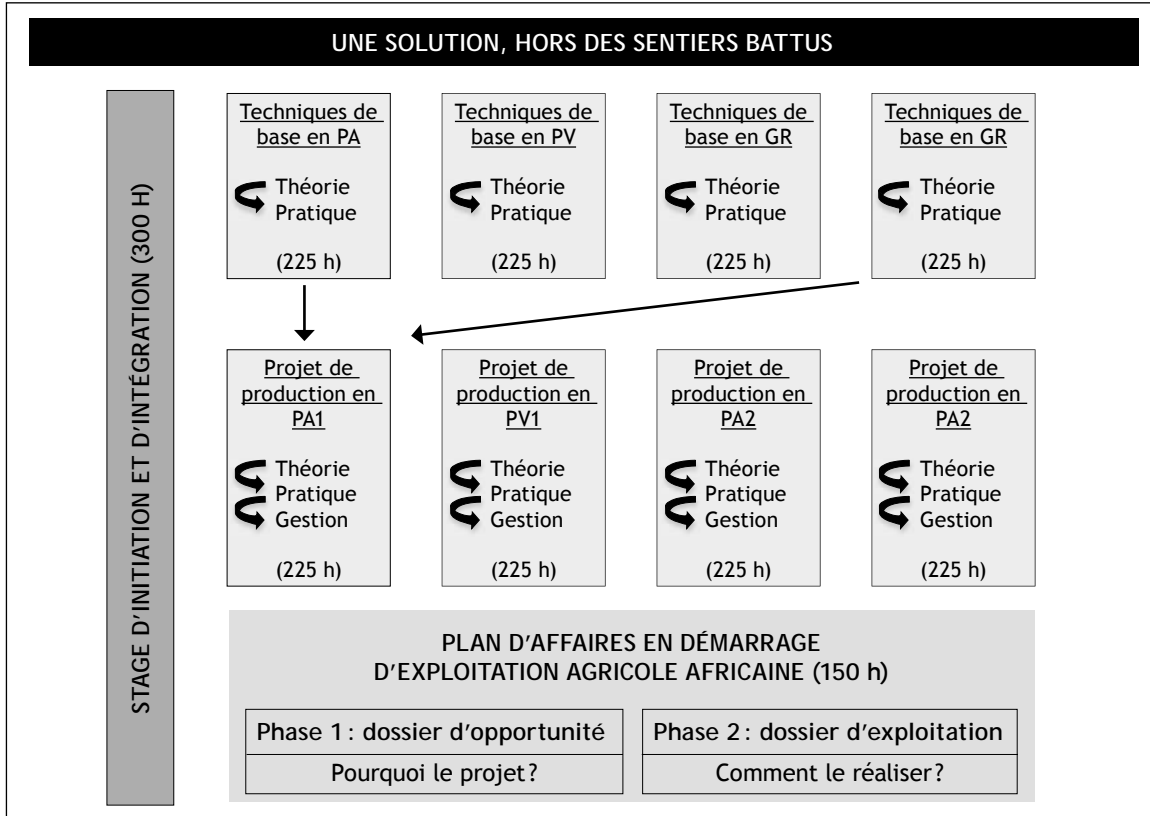 UNE SOLUTION, HORS DES SENTIERS BATTUS
STAGE D'INITIATION ET D'INTÉGRATION (300 H)
Techniques de
base en PA
Théorie
Pratique
(225 h)
Techniques de
base en PV
Théorie
Pratique
(225 h)
Techniques de
base en GR
Théorie
Pratique
(225 h)
Techniques de
base en GR
Théorie
Pratique
(225 h)
Projet de
production en
PA1
Théorie
Pratique
Gestion
(225 h)
Projet de
production en
PV1
Théorie
Pratique
Gestion
(225 h)
Projet de
production en
PA2
Théorie
Pratique
Gestion
(225 h)
Projet de
production en
PA2
Théorie
Pratique
Gestion
(225 h)
PLAN D'AFFAIRES EN DÉMARRAGE
D'EXPLOITATION AGRICOLE AFRICAINE (150 h)
Phase 1 : dossier d'opportunité
Pourquoi le projet ?
Phase 2 : dossier d'exploitation
Comment le réaliser ?